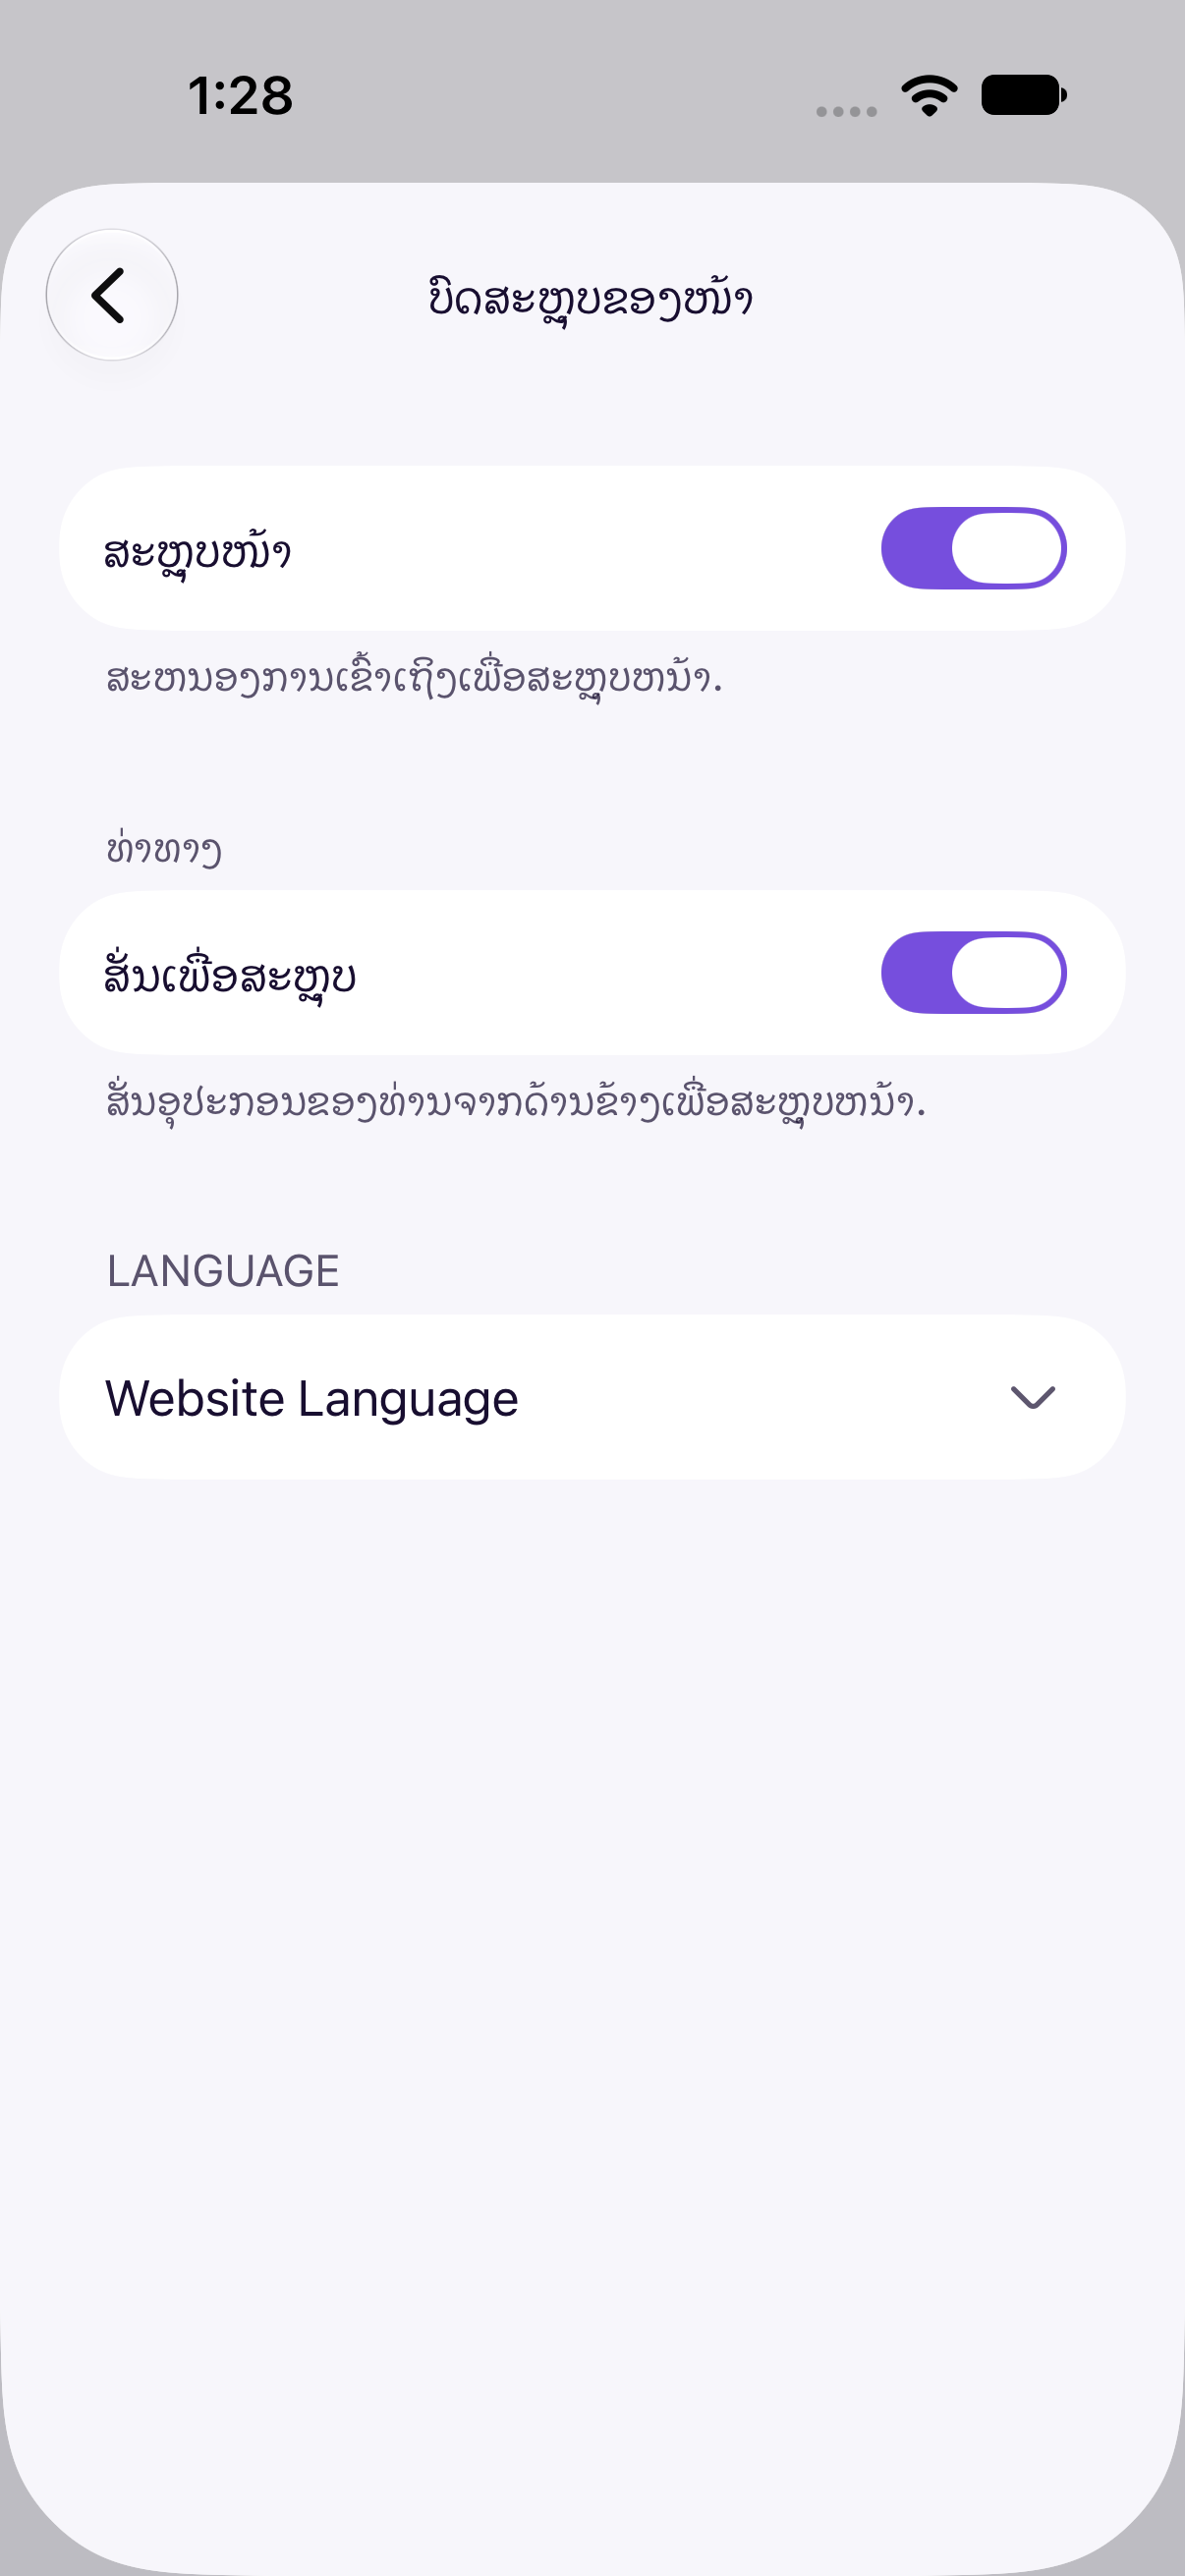 1:28
ບົດສະຫຼຸບຂອງໜ້າ
ສະຫຼຸບໜ້າ
ສະຫນອງການເຂົ້າເຖິງເພື່ອສະຫຼຸບຫນ້າ.
ທ່າທາງ
ສັ່ນເພື່ອສະຫຼຸບ
ສັ່ນອຸປະກອນຂອງທ່ານຈາກດ້ານຂ້າງເພື່ອສະຫຼຸບຫນ້າ.
LANGUAGE
Website Language